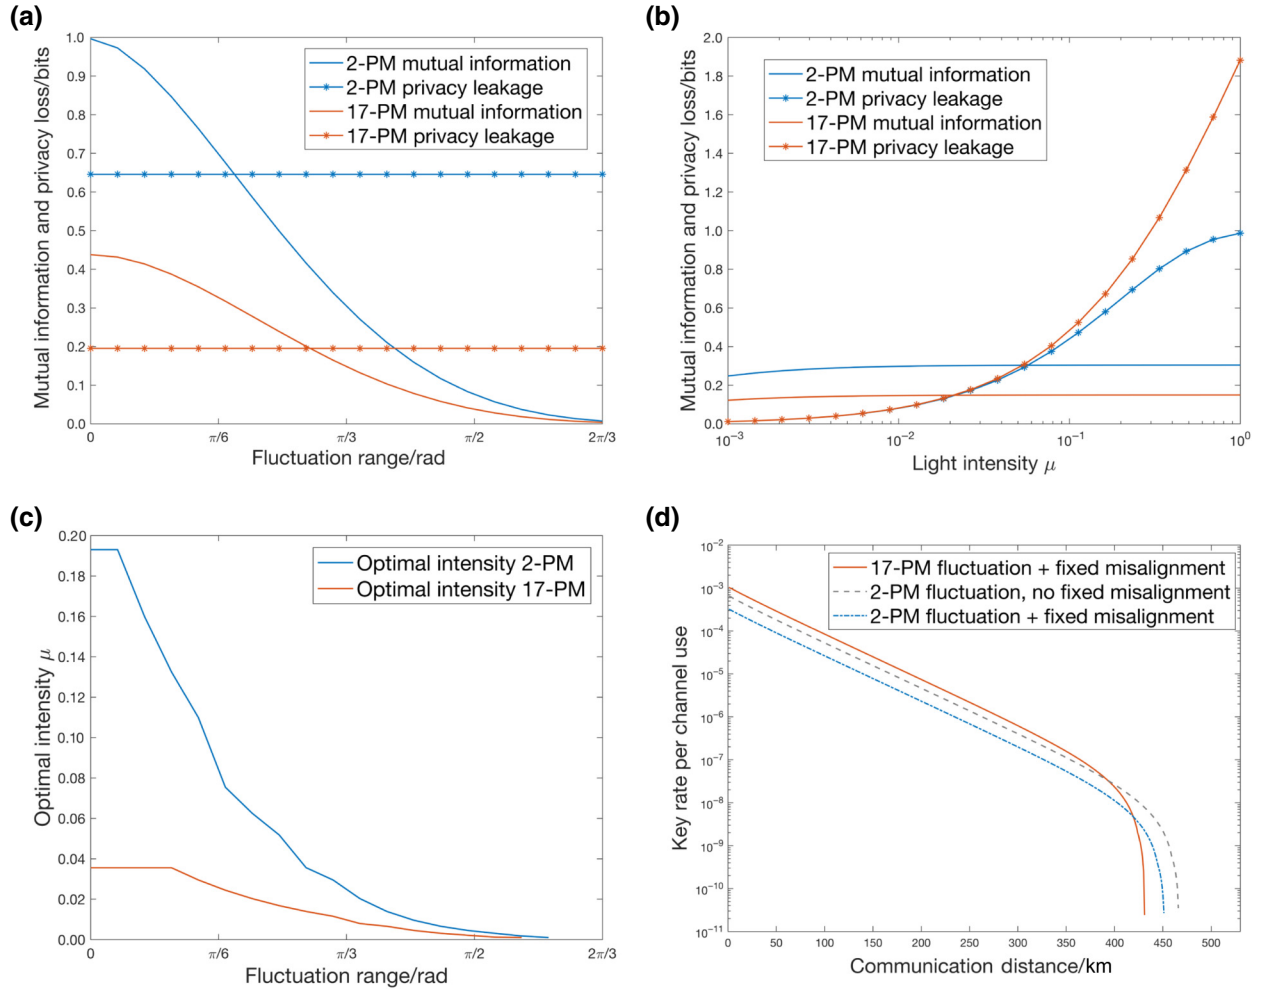 (a)
Mutual information and privacy loss/bits
1.0
0.9
0.8
0.7
0.6
0.5
0.4
0.3
0.2
0.1
0.0
2-PM mutual information
2-PM privacy leakage
17-PM mutual information
17-PM privacy leakage
0
π/6
π/3
π/2
2π/3
Fluctuation range/rad
(b)
Mutual information and privacy loss/bits
2.0
1.8
1.6
1.4
1.2
1.0
0.8
0.6
0.4
0.2
0.0
2-PM mutual information
2-PM privacy leakage
17-PM mutual information
17-PM privacy leakage
10⁻³
10⁻²
10⁻¹
10⁰
Light intensity μ
(c)
Optimal intensity μ
0.20
0.18
0.16
0.14
0.12
0.10
0.08
0.06
0.04
0.02
0.00
Optimal intensity 2-PM
Optimal intensity 17-PM
0
π/6
π/3
π/2
2π/3
Fluctuation range/rad
(d)
Key rate per channel use
10⁻²
10⁻³
10⁻⁴
10⁻⁵
10⁻⁶
10⁻⁷
10⁻⁸
10⁻⁹
10⁻¹⁰
10⁻¹¹
17-PM fluctuation + fixed misalignment
2-PM fluctuation, no fixed misalignment
2-PM fluctuation + fixed misalignment
0
50
100
150
200
250
300
350
400
450
500
Communication distance/km